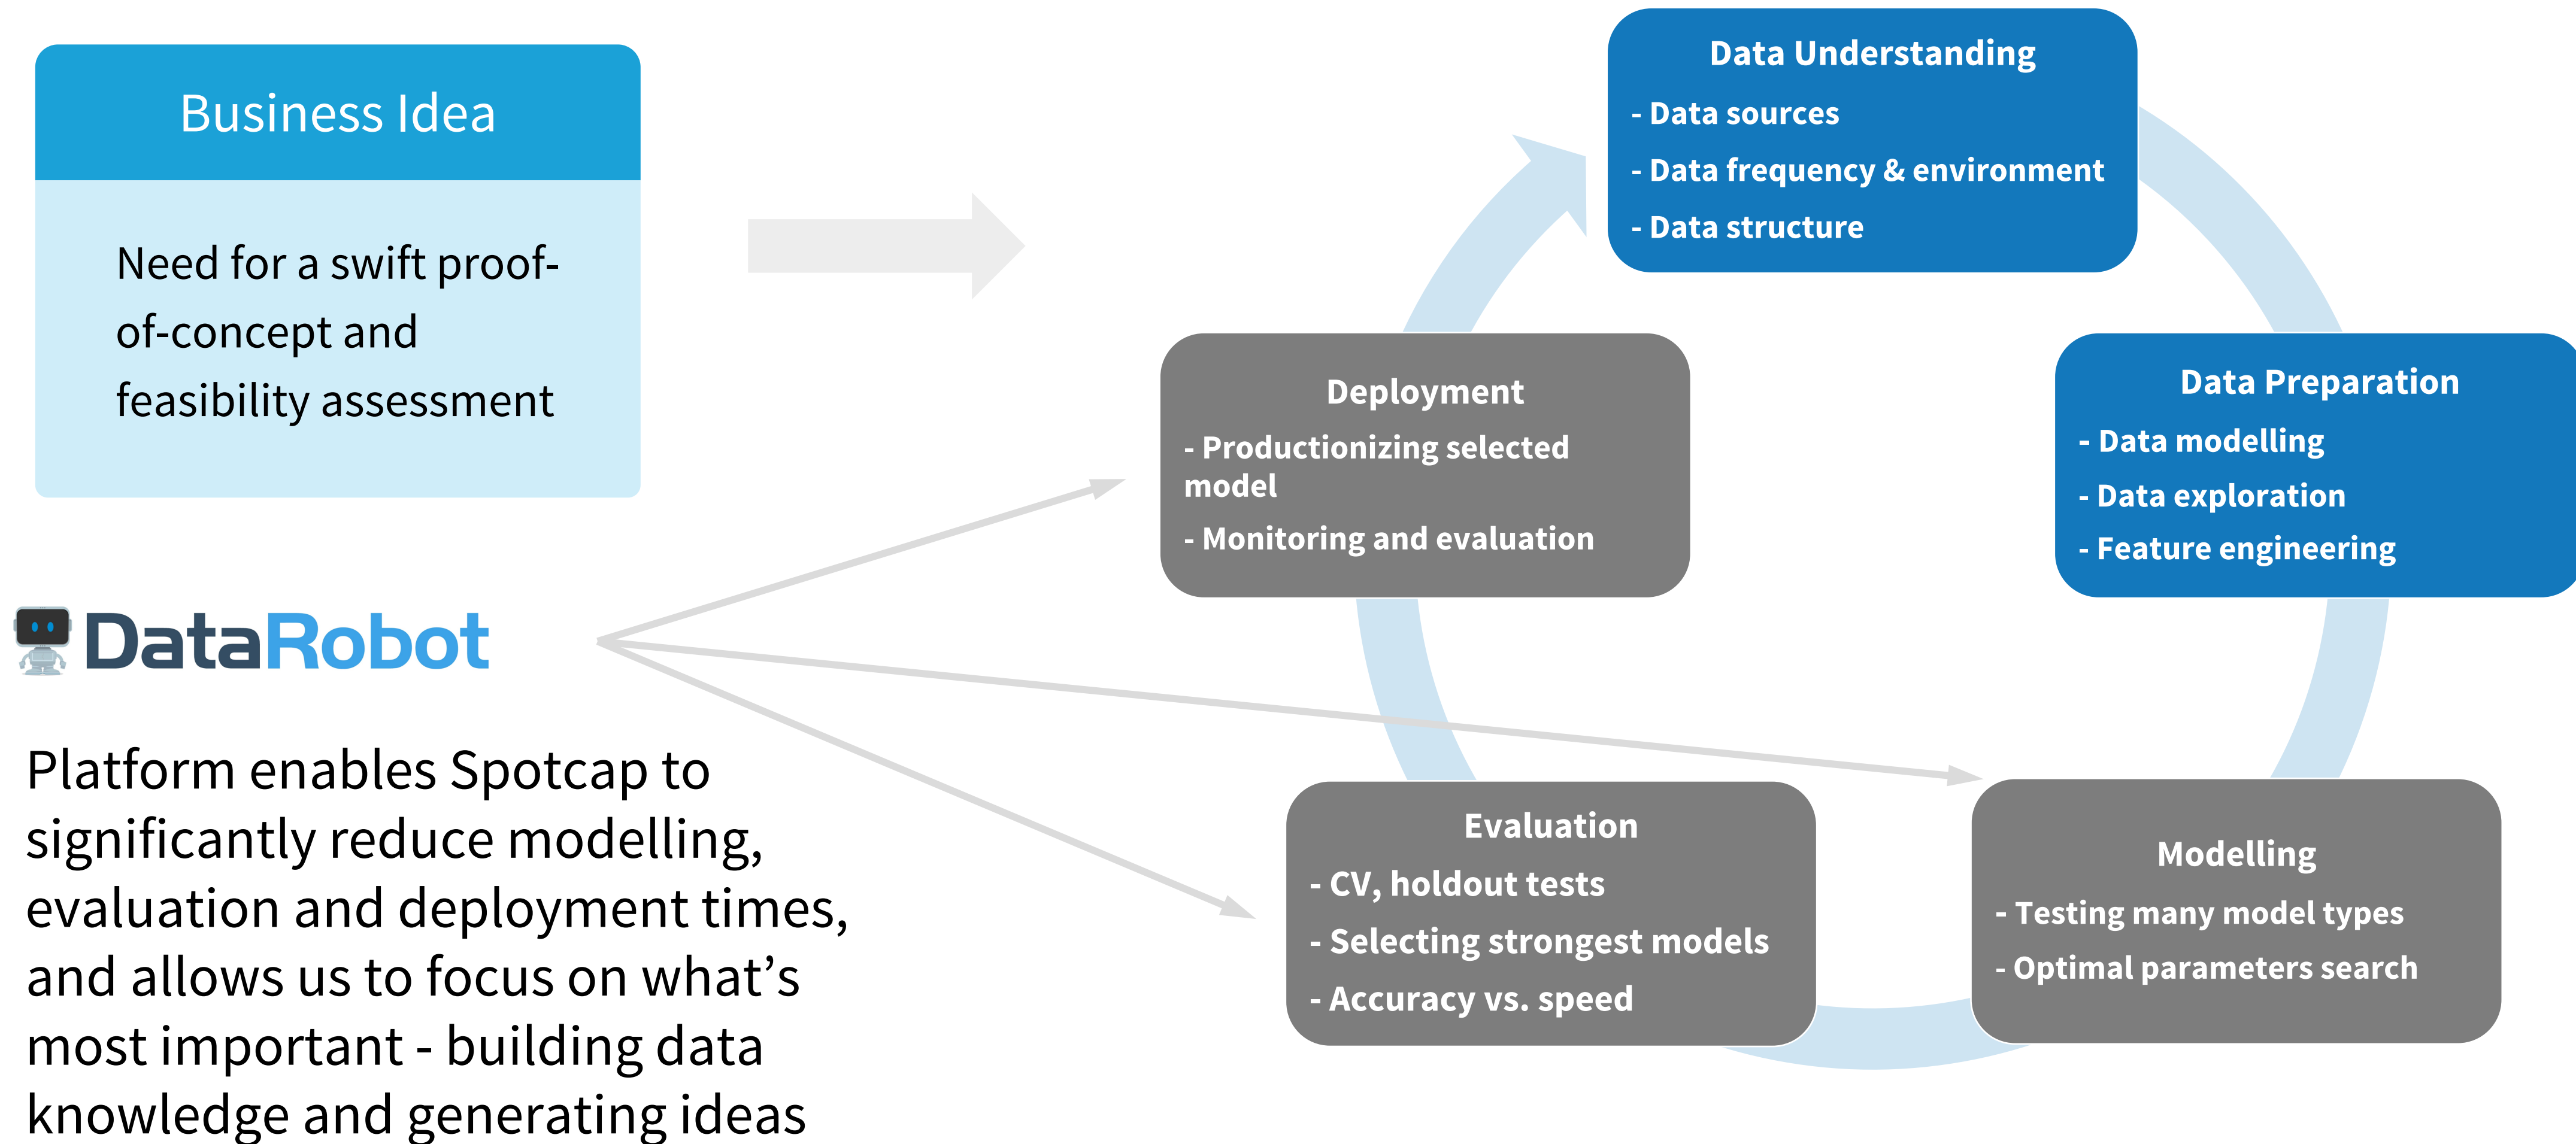 Business Idea
Need for a swift proof-
of-concept and
feasibility assessment
DataRobot
Platform enables Spotcap to
significantly reduce modelling,
evaluation and deployment times,
and allows us to focus on what’s
most important - building data
knowledge and generating ideas
Data Understanding
- Data sources
- Data frequency & environment
- Data structure
Data Preparation
- Data modelling
- Data exploration
- Feature engineering
Modelling
- Testing many model types
- Optimal parameters search
Evaluation
- CV, holdout tests
- Selecting strongest models
- Accuracy vs. speed
Deployment
- Productionizing selected
model
- Monitoring and evaluation